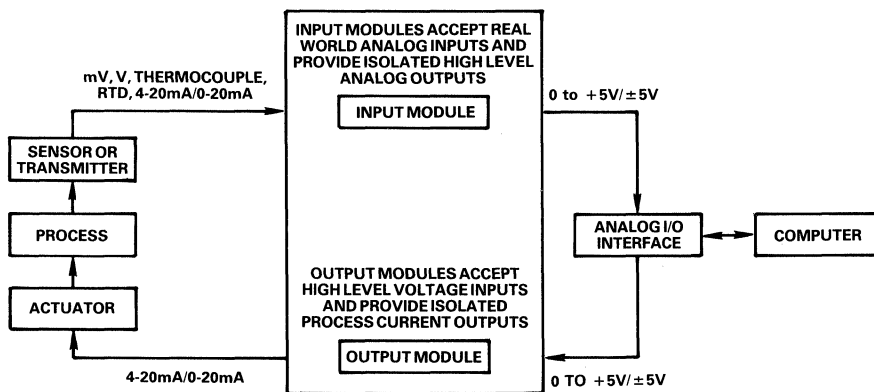 INPUT MODULES ACCEPT REAL
WORLD ANALOG INPUTS AND
PROVIDE ISOLATED HIGH LEVEL
ANALOG OUTPUTS
mV, V, THERMOCOUPLE,
RTD, 4-20mA/0-20mA
INPUT MODULE
0 to +5V/±5V
SENSOR OR
TRANSMITTER
PROCESS
ACTUATOR
ANALOG I/O
INTERFACE
COMPUTER
OUTPUT MODULES ACCEPT
HIGH LEVEL VOLTAGE INPUTS
AND PROVIDE ISOLATED
PROCESS CURRENT OUTPUTS
OUTPUT MODULE
4-20mA/0-20mA
0 TO +5V/±5V